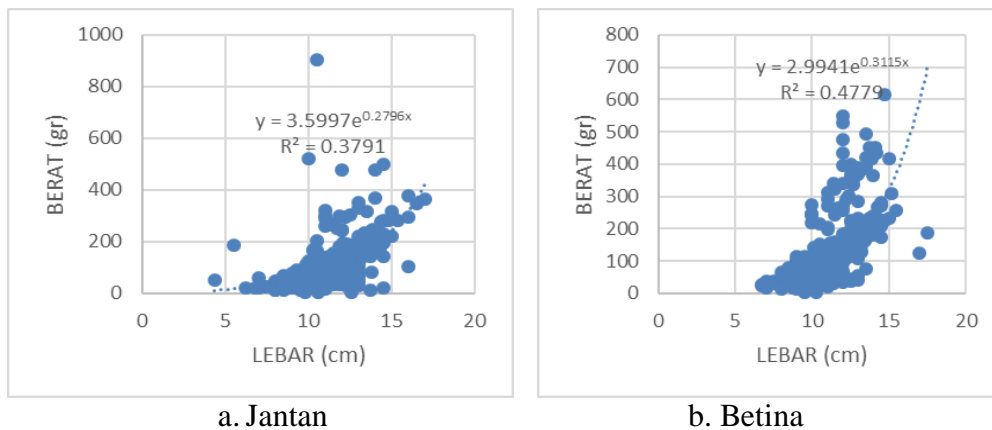 1000
800
600
400
200
0
BERAT (gr)
y = 3.5997e^0.2796x
R² = 0.3791
0 5 10 15 20
LEBAR (cm)
a. Jantan
800
700
600
500
400
300
200
100
0
BERAT (gr)
y = 2.9941e^0.3115x
R² = 0.4779
0 5 10 15 20
LEBAR (cm)
b. Betina